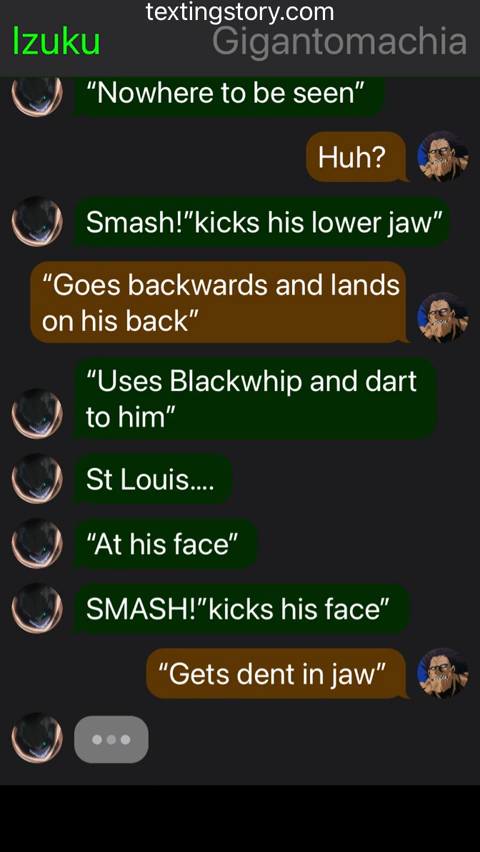 textingstory.com
Izuku
Gigantomachia
“Nowhere to be seen”
Huh?
Smash!”kicks his lower jaw”
“Goes backwards and lands
on his back”
“Uses Blackwhip and dart
to him”
St Louis....
“At his face”
SMASH!”kicks his face”
“Gets dent in jaw”